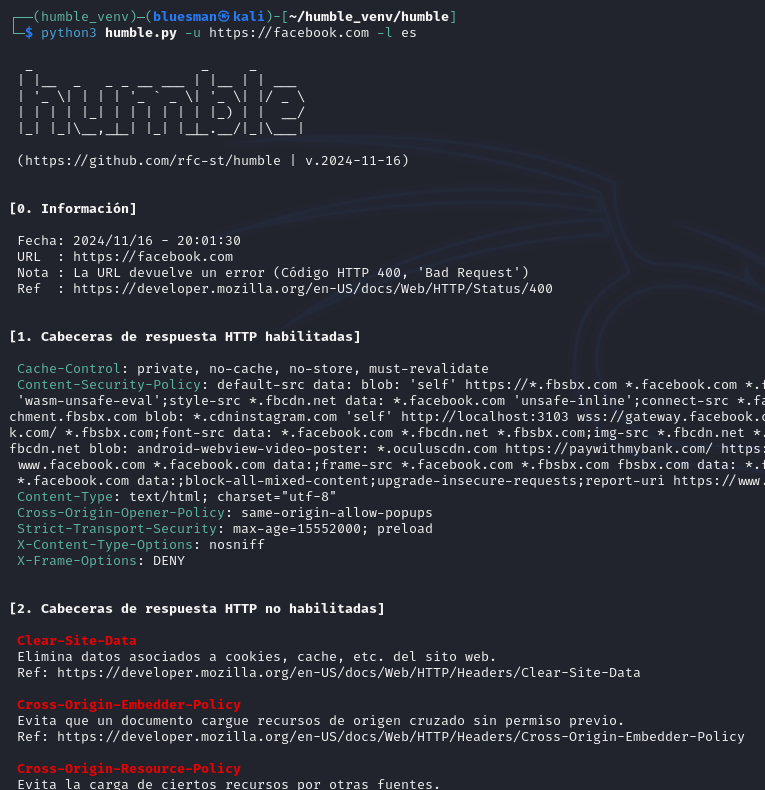 ┌──(humble_venv)─(bluesman㉿kali)-[~/humble_venv/humble]
└─$ python3 humble.py -u https://facebook.com -l es
humble
(https://github.com/rfc-st/humble | v.2024-11-16)
[0. Información]
Fecha: 2024/11/16 - 20:01:30
URL  : https://facebook.com
Nota : La URL devuelve un error (Código HTTP 400, 'Bad Request')
Ref  : https://developer.mozilla.org/en-US/docs/Web/HTTP/Status/400
[1. Cabeceras de respuesta HTTP habilitadas]
Cache-Control: private, no-cache, no-store, must-revalidate
Content-Security-Policy: default-src data: blob: 'self' https://*.fbsbx.com *.facebook.com *.f
'wasm-unsafe-eval';style-src *.fbcdn.net data: *.facebook.com 'unsafe-inline';connect-src *.fa
chment.fbsbx.com blob: *.cdninstagram.com 'self' http://localhost:3103 wss://gateway.facebook.c
k.com/ *.fbsbx.com;font-src data: *.facebook.com *.fbcdn.net *.fbsbx.com;img-src *.fbcdn.net *.
fbcdn.net blob: android-webview-video-poster: *.oculuscdn.com https://paywithmybank.com/ https:
www.facebook.com *.facebook.com data:;frame-src *.facebook.com *.fbsbx.com fbsbx.com data: *.f
*.facebook.com data:;block-all-mixed-content;upgrade-insecure-requests;report-uri https://www.
Content-Type: text/html; charset="utf-8"
Cross-Origin-Opener-Policy: same-origin-allow-popups
Strict-Transport-Security: max-age=15552000; preload
X-Content-Type-Options: nosniff
X-Frame-Options: DENY
[2. Cabeceras de respuesta HTTP no habilitadas]
Clear-Site-Data
Elimina datos asociados a cookies, cache, etc. del sito web.
Ref: https://developer.mozilla.org/en-US/docs/Web/HTTP/Headers/Clear-Site-Data
Cross-Origin-Embedder-Policy
Evita que un documento cargue recursos de origen cruzado sin permiso previo.
Ref: https://developer.mozilla.org/en-US/docs/Web/HTTP/Headers/Cross-Origin-Embedder-Policy
Cross-Origin-Resource-Policy
Evita la carga de ciertos recursos por otras fuentes.